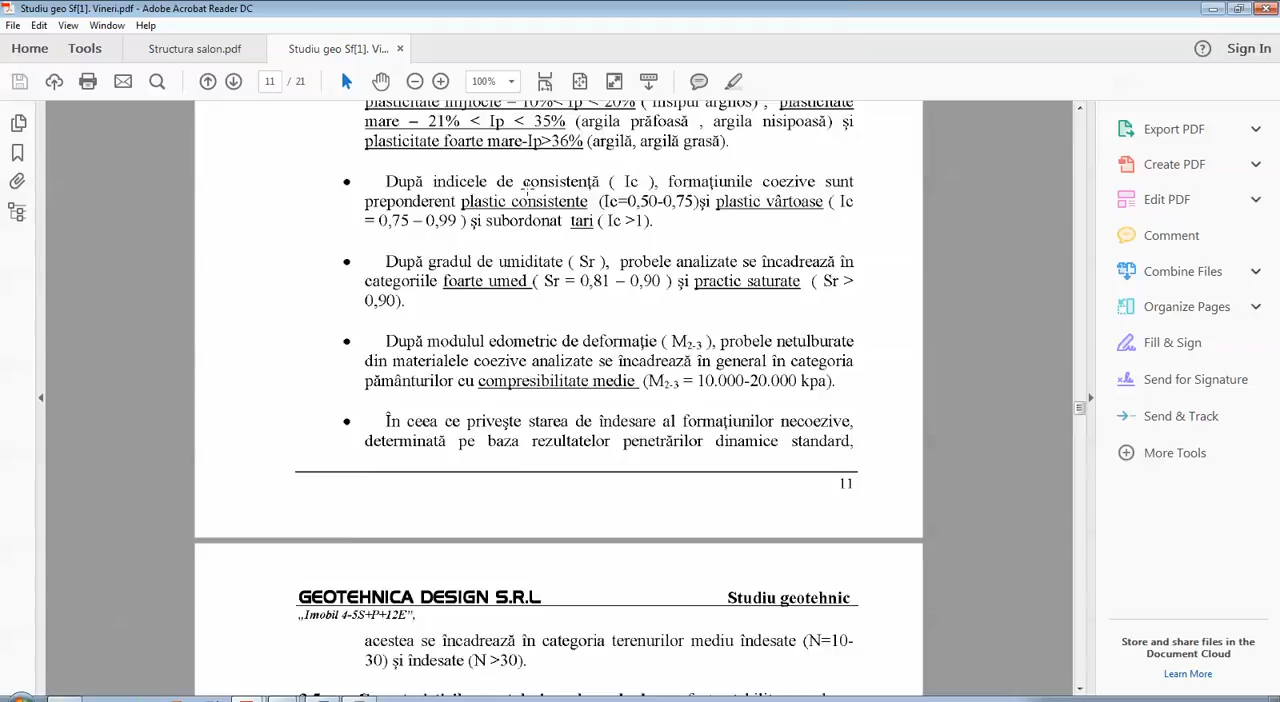 Studiu geo Sf[1]. Vineri.pdf - Adobe Acrobat Reader DC
File Edit View Window Help
Home Tools Structura salon.pdf Studiu geo Sf[1]. Vi... × Sign In
11 / 21 100%
plasticitate mijlocie – 10%< Ip < 20% ( nisipul argilos) , plasticitate
mare – 21% < Ip < 35% (argila prăfoasă , argila nisipoasă) și
plasticitate foarte mare-Ip>36% (argilă, argilă grasă).
• După indicele de consistență ( Ic ), formațiunile coezive sunt
preponderent plastic consistente (Ic=0,50-0,75)și plastic vârtoase ( Ic
= 0,75 – 0,99 ) și subordonat tari ( Ic >1).
• După gradul de umiditate ( Sr ), probele analizate se încadrează în
categoriile foarte umed ( Sr = 0,81 – 0,90 ) și practic saturate ( Sr >
0,90).
• După modulul edometric de deformație ( M2-3 ), probele netulburate
din materialele coezive analizate se încadrează în general în categoria
pământurilor cu compresibilitate medie (M2-3 = 10.000-20.000 kpa).
• În ceea ce privește starea de îndesare al formațiunilor necoezive,
determinată pe baza rezultatelor penetrărilor dinamice standard,
11
GEOTEHNICA DESIGN S.R.L Studiu geotehnic
„Imobil 4-5S+P+12E”,
acestea se încadrează în categoria terenurilor mediu îndesate (N=10-
30) și îndesate (N >30).
Export PDF
Create PDF
Edit PDF
Comment
Combine Files
Organize Pages
Fill & Sign
Send for Signature
Send & Track
More Tools
Store and share files in the
Document Cloud
Learn More